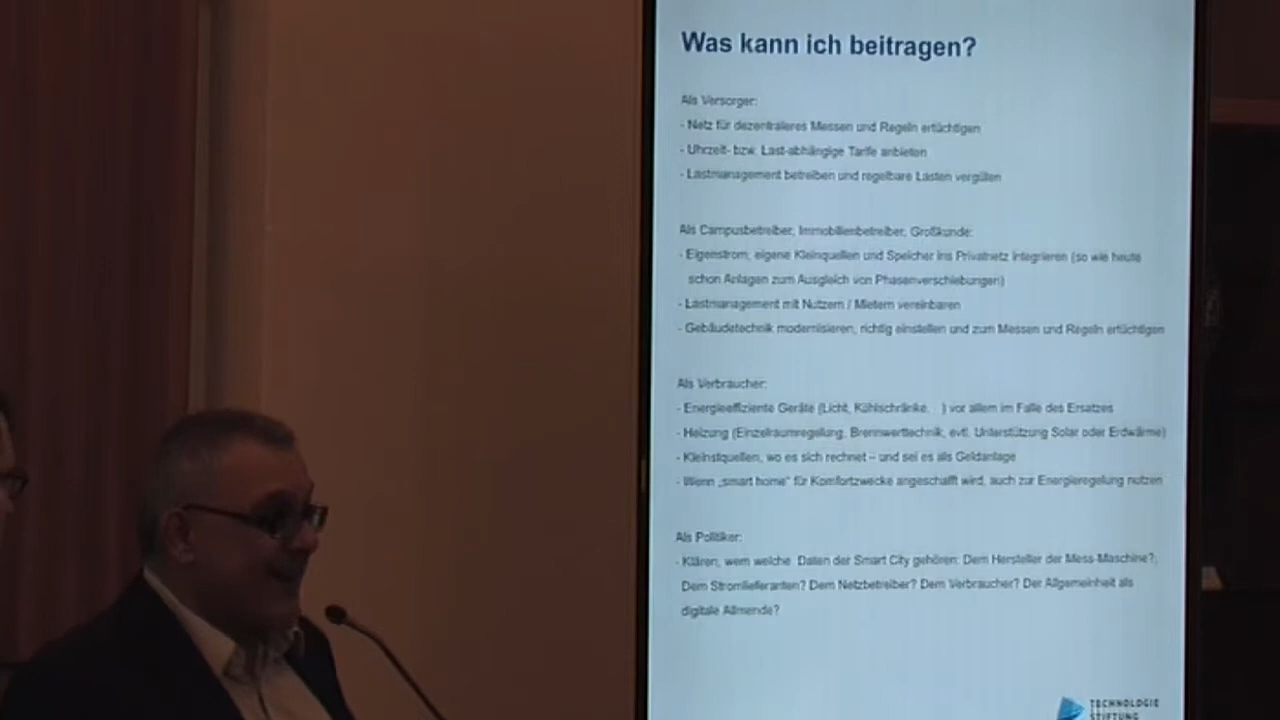 Was kann ich beitragen?
Als Versorger:
- Netz für dezentraleres Messen und Regeln ertüchtigen
- Uhrzeit- bzw. Last-abhängige Tarife anbieten
- Lastmanagement betreiben und regelbare Lasten vergüten
Als Campusbetreiber, Immobilienbetreiber, Großkunde:
- Eigenstrom, eigene Kleinquellen und Speicher ins Privatnetz integrieren (so wie heute
schon Anlagen zum Ausgleich von Phasenverschiebungen)
- Lastmanagement mit Nutzern / Mietern vereinbaren
- Gebäudetechnik modernisieren, richtig einstellen und zum Messen und Regeln ertüchtigen
Als Verbraucher:
- Energieeffiziente Geräte (Licht, Kühlschränke, ) vor allem im Falle des Ersatzes
- Heizung (Einzelraumregelung, Brennwerttechnik, evtl. Unterstützung Solar oder Erdwärme)
- Kleinstquellen, wo es sich rechnet – und sei es als Geldanlage
- Wenn „smart home“ für Komfortzwecke angeschafft wird, auch zur Energieregelung nutzen
Als Politiker:
- Klären, wem welche Daten der Smart City gehören: Dem Hersteller der Mess-Maschine?,
Dem Stromlieferanten? Dem Netzbetreiber? Dem Verbraucher? Der Allgemeinheit als
digitale Allmende?
TECHNOLOGIE
STIFTUNG